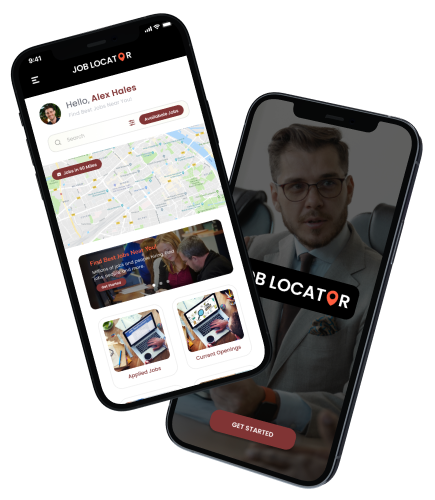 9:41
JOB LOCATOR
Hello, Alex Hales
Find Best Jobs Near You!
Search
Available Jobs
Jobs in 50 Miles
Find Best Jobs Near You!
Millions of jobs and people hiring. Find
jobs, people and more.
Get Started
Applied Jobs
Current Openings
OB LOCATOR
GET STARTED